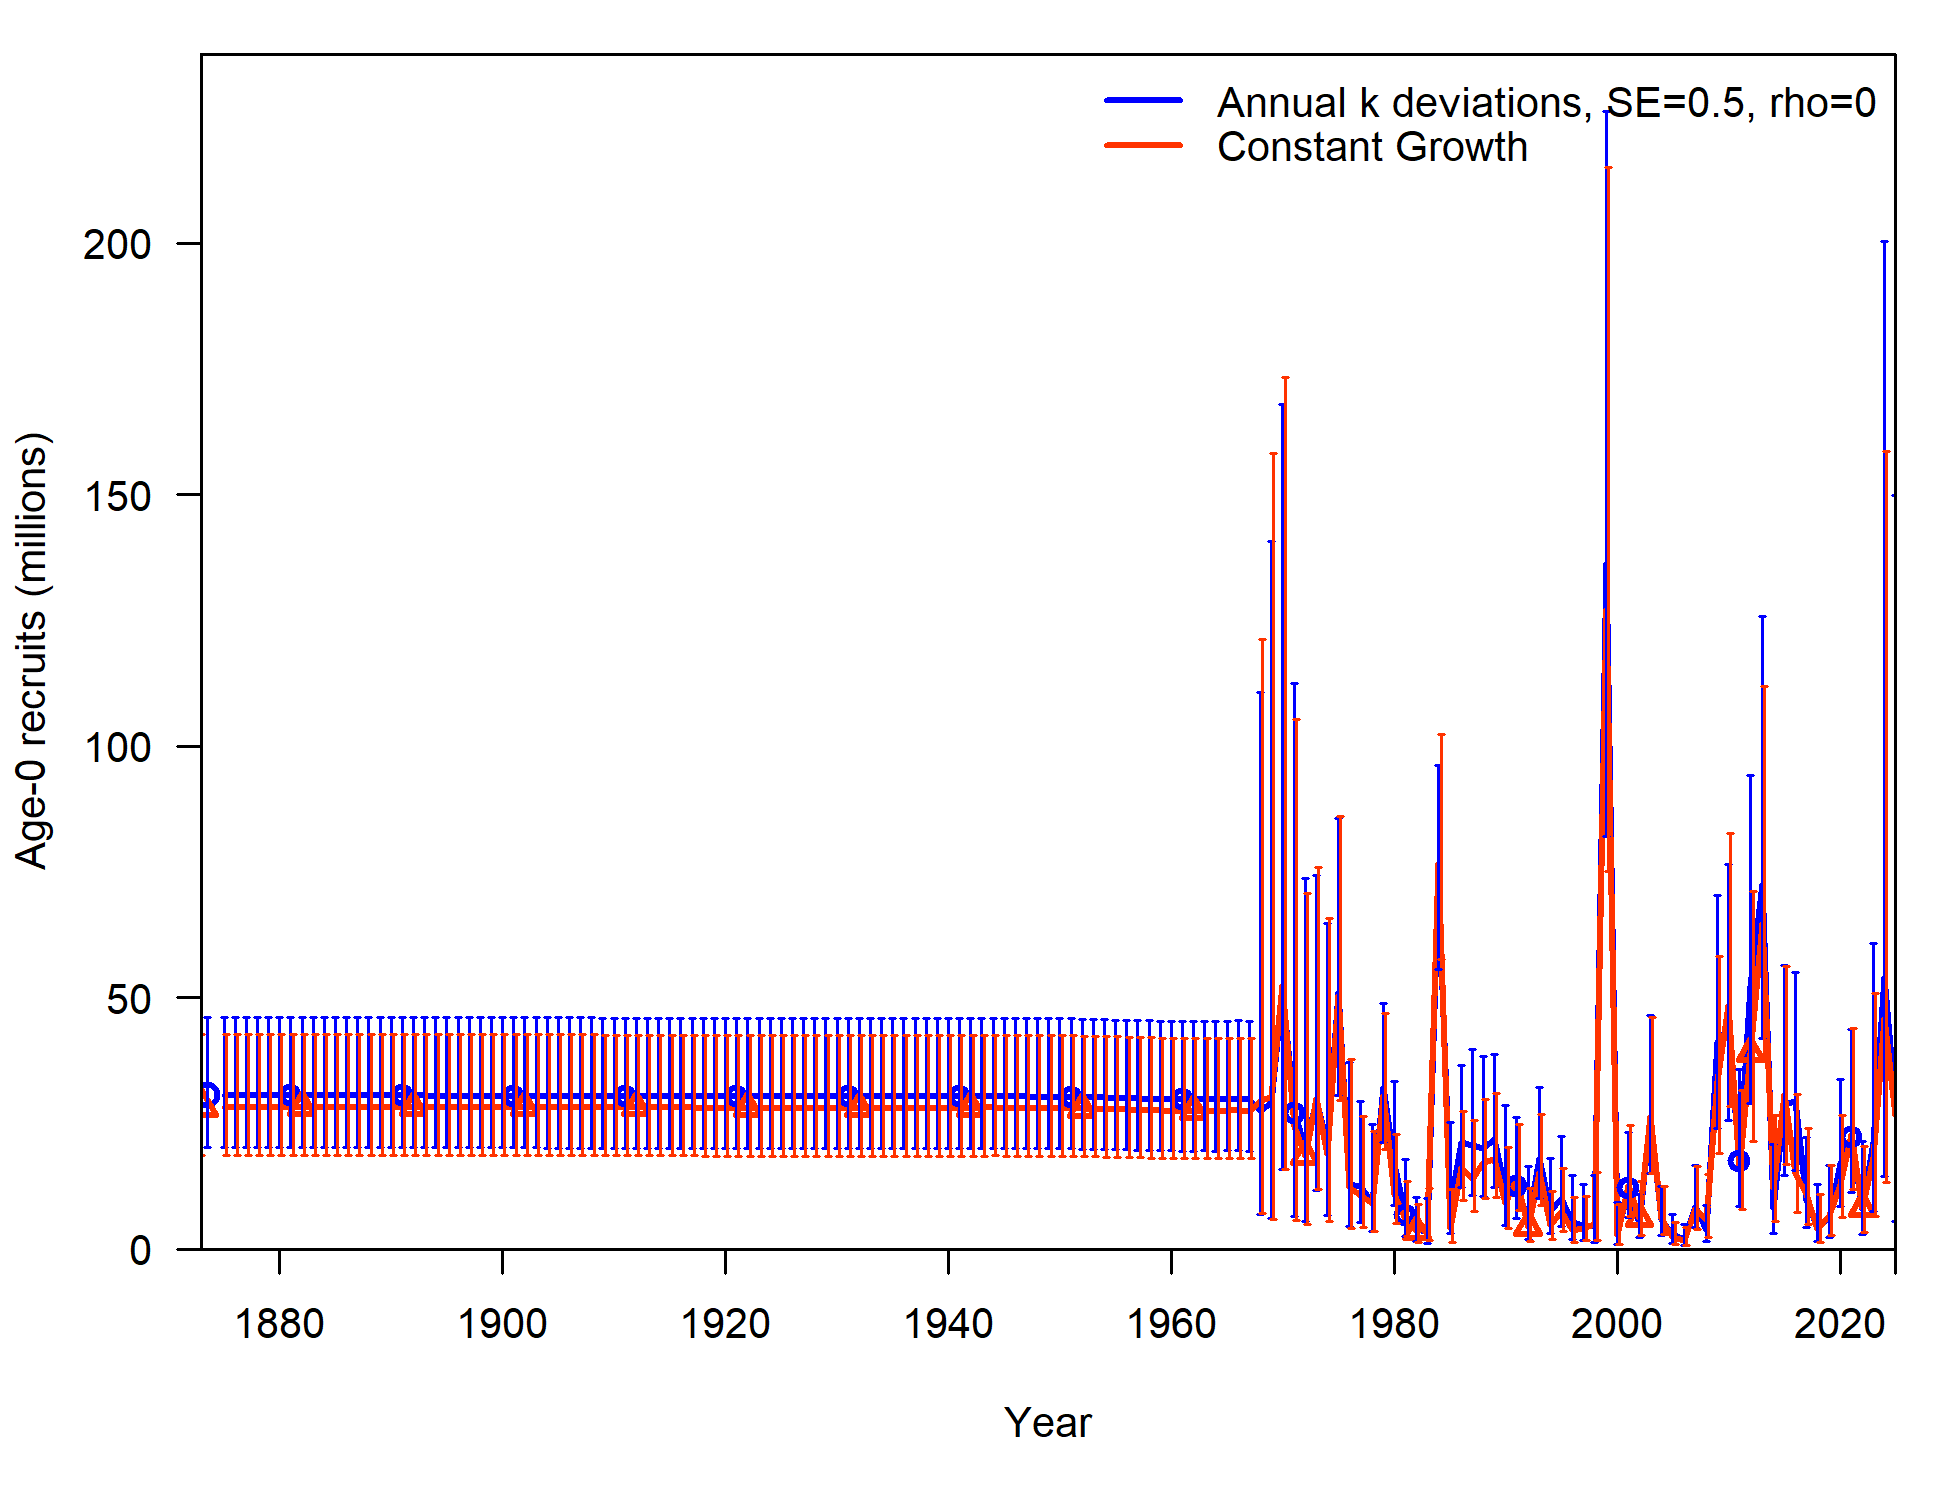 Annual k deviations, SE=0.5, rho=0
Constant Growth
200
150
100
50
0
Age-0 recruits (millions)
1880 1900 1920 1940 1960 1980 2000 2020
Year